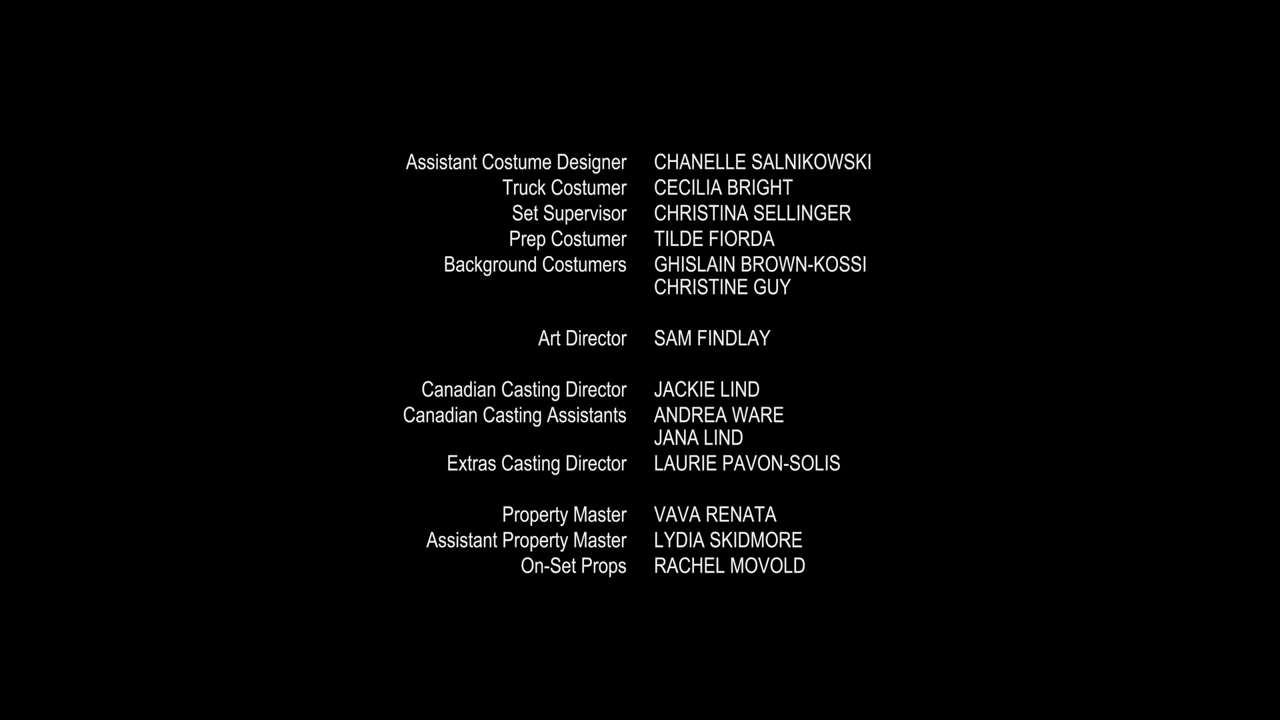 Assistant Costume Designer CHANELLE SALNIKOWSKI
Truck Costumer CECILIA BRIGHT
Set Supervisor CHRISTINA SELLINGER
Prep Costumer TILDE FIORDA
Background Costumers GHISLAIN BROWN-KOSSI
CHRISTINE GUY
Art Director SAM FINDLAY
Canadian Casting Director JACKIE LIND
Canadian Casting Assistants ANDREA WARE
JANA LIND
Extras Casting Director LAURIE PAVON-SOLIS
Property Master VAVA RENATA
Assistant Property Master LYDIA SKIDMORE
On-Set Props RACHEL MOVOLD